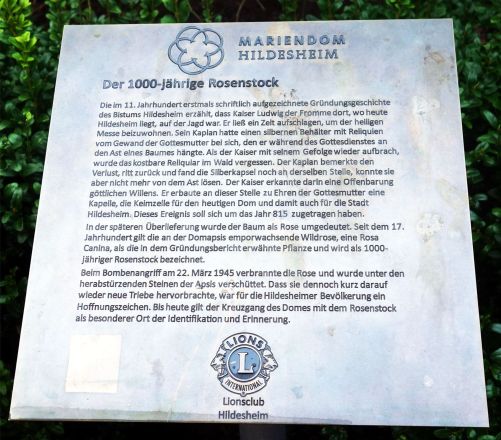 MARIENDOM
HILDESHEIM
Der 1000-jährige Rosenstock
Die im 11. Jahrhundert erstmals schriftlich aufgezeichnete Gründungsgeschichte
des Bistums Hildesheim erzählt, dass Kaiser Ludwig der Fromme dort, wo heute
Hildesheim liegt, auf der Jagd war. Er ließ ein Zelt aufschlagen, um der heiligen
Messe beizuwohnen. Sein Kaplan hatte einen silbernen Behälter mit Reliquien
vom Gewand der Gottesmutter bei sich, den er während des Gottesdienstes an
den Ast eines Baumes hängte. Als der Kaiser mit seinem Gefolge wieder aufbrach,
wurde das kostbare Reliquiar im Wald vergessen. Der Kaplan bemerkte den
Verlust, ritt zurück und fand die Silberkapsel noch an derselben Stelle, konnte sie
aber nicht mehr von dem Ast lösen. Der Kaiser erkannte darin eine Offenbarung
göttlichen Willens. Er erbaute an dieser Stelle zu Ehren der Gottesmutter eine
Kapelle, die Keimzelle für den heutigen Dom und damit auch für die Stadt
Hildesheim. Dieses Ereignis soll sich um das Jahr 815 zugetragen haben.
In der späteren Überlieferung wurde der Baum als Rose umgedeutet. Seit dem 17.
Jahrhundert gilt die an der Domapsis emporwachsende Wildrose, eine Rosa
Canina, als die in dem Gründungsbericht erwähnte Pflanze und wird als 1000-
jähriger Rosenstock bezeichnet.
Beim Bombenangriff am 22. März 1945 verbrannte die Rose und wurde unter den
herabstürzenden Steinen der Apsis verschüttet. Dass sie dennoch kurz darauf
wieder neue Triebe hervorbrachte, war für die Hildesheimer Bevölkerung ein
Hoffnungszeichen. Bis heute gilt der Kreuzgang des Domes mit dem Rosenstock
als besonderer Ort der Identifikation und Erinnerung.
LIONS
L
INTERNATIONAL
Lionsclub
Hildesheim